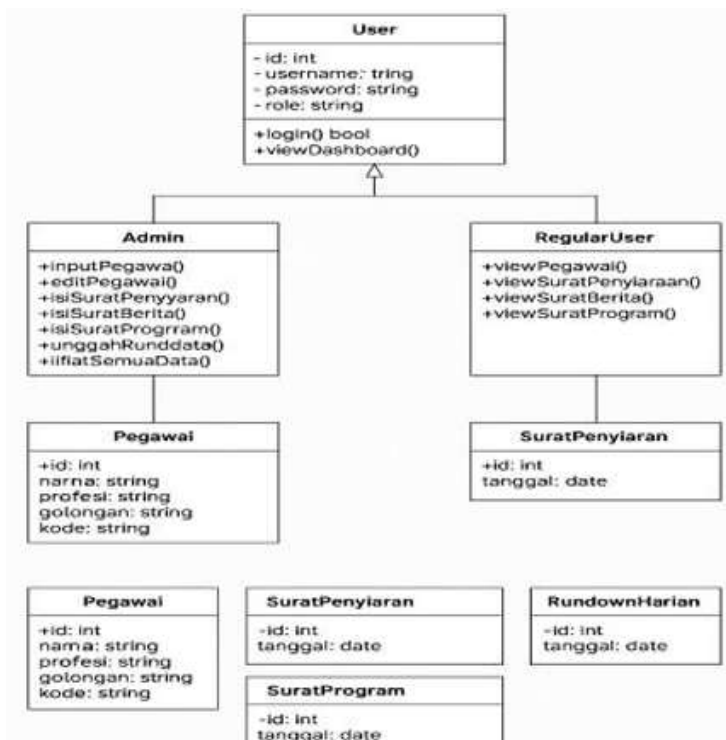 User
- id: int
- username: tring
- password: string
- role: string
+login() bool
+viewDashboard()
Admin
+inputPegawa()
+editPegawai()
+isiSuratPenyyaran()
+isiSuratBerita()
+isiSuratProgrram()
+unggahRunddata()
+iifiatSemuaData()
RegularUser
+viewPegawai()
+viewSuratPenyiaraan()
+viewSuratBerita()
+viewSuratProgram()
Pegawai
+id: int
narna: string
profesi: string
golongan: string
kode: string
SuratPenyiaran
+id: int
tanggal: date
Pegawai
+id: int
nama: string
profesi: string
golongan: string
kode: string
SuratPenyiaran
-id: int
tanggal: date
RundownHarian
-id: int
tanggal: date
SuratProgram
-id: int
tanggal: date